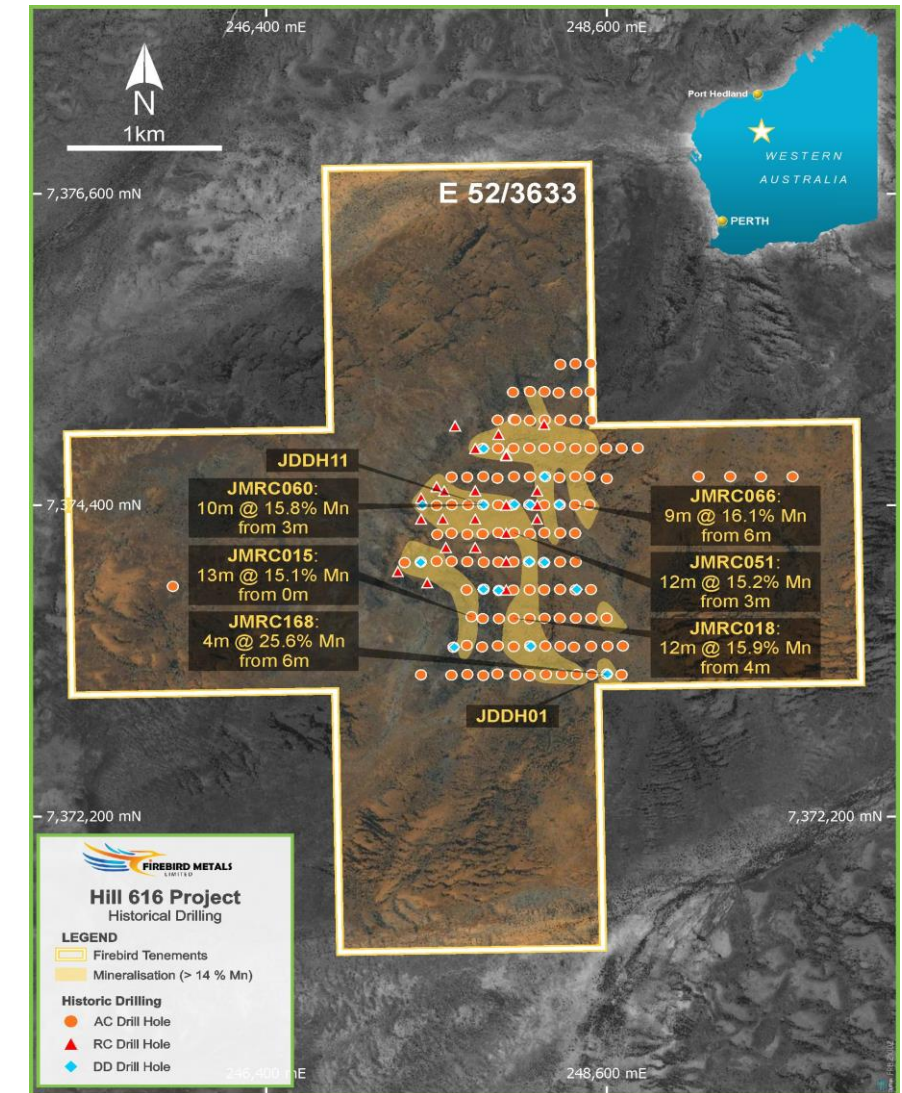 246,400 mE
248,600 mE
N
1km
Port Hedland
WESTERN
AUSTRALIA
PERTH
7,376,600 mN
E 52/3633
JDDH11
JMRC060:
10m @ 15.8% Mn
from 3m
7,374,400 mN
JMRC066:
9m @ 16.1% Mn
from 6m
JMRC015:
13m @ 15.1% Mn
from 0m
JMRC051:
12m @ 15.2% Mn
from 3m
JMRC168:
4m @ 25.6% Mn
from 6m
JMRC018:
12m @ 15.9% Mn
from 4m
JDDH01
7,372,200 mN
7,372,200 mN
FIREBIRD METALS
LIMITED
Hill 616 Project
Historical Drilling
LEGEND
Firebird Tenements
Mineralisation (> 14 % Mn)
Historic Drilling
AC Drill Hole
RC Drill Hole
DD Drill Hole
246,400 mE
248,600 mE